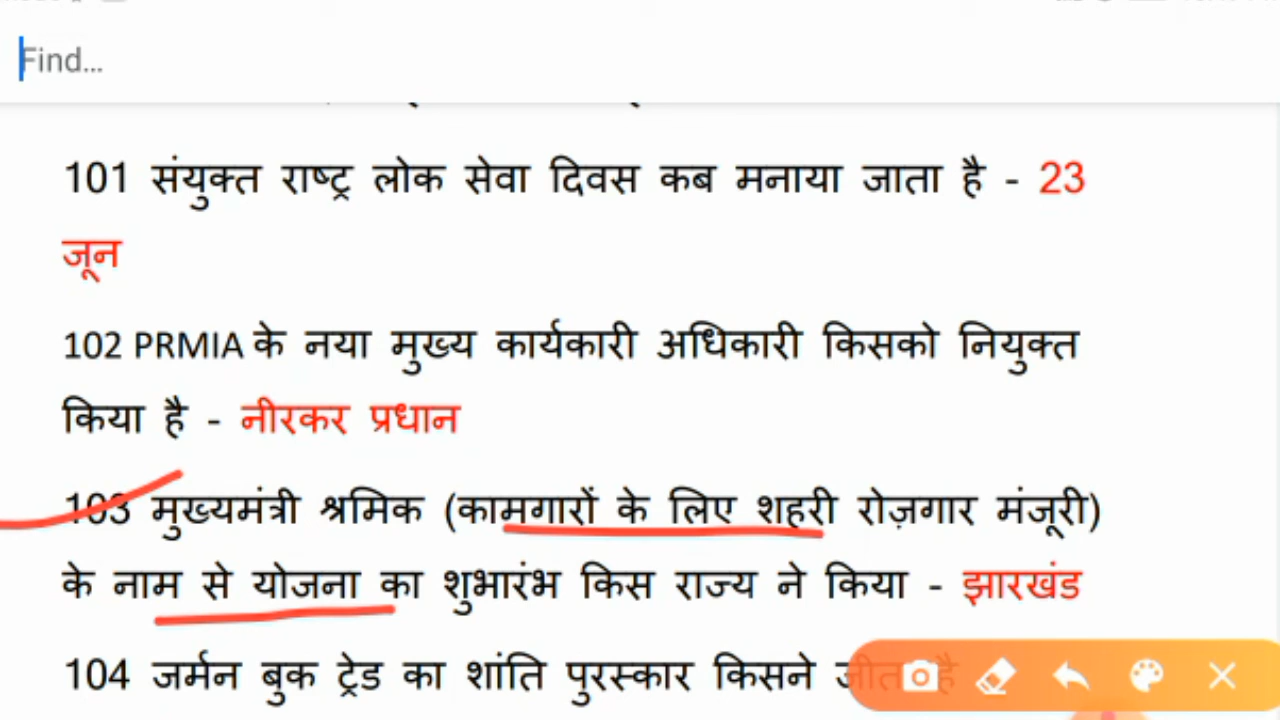 Find...
101 संयुक्त राष्ट्र लोक सेवा दिवस कब मनाया जाता है - 23
जून
102 PRMIA के नया मुख्य कार्यकारी अधिकारी किसको नियुक्त
किया है - नीरकर प्रधान
103 मुख्यमंत्री श्रमिक (कामगारों के लिए शहरी रोज़गार मंजूरी)
के नाम से योजना का शुभारंभ किस राज्य ने किया - झारखंड
104 जर्मन बुक ट्रेड का शांति पुरस्कार किसने जीता है